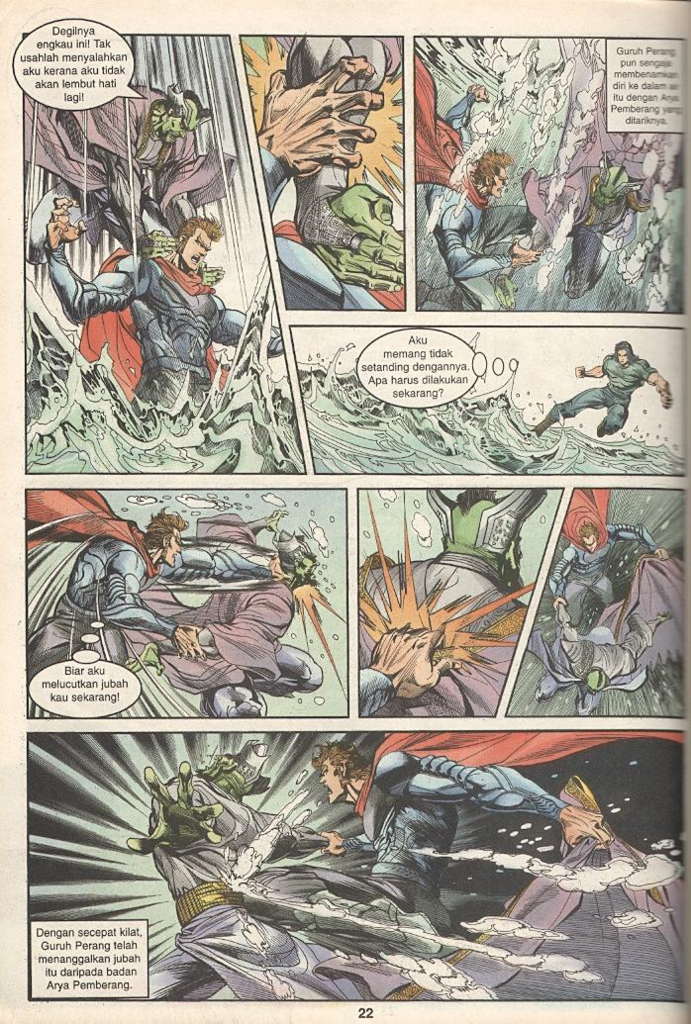 Degilnya
engkau ini! Tak
usahlah menyalahkan
aku kerana aku tidak
akan lembut hati
lagi!
Guruh Perang
pun sengaja
membenamkan
diri ke dalam air
itu dengan Arya
Pemberang yang
ditariknya.
Aku
memang tidak
setanding dengannya.
Apa harus dilakukan
sekarang?
Biar aku
melucutkan jubah
kau sekarang!
Dengan secepat kilat,
Guruh Perang telah
menanggalkan jubah
itu daripada badan
Arya Pemberang.
22